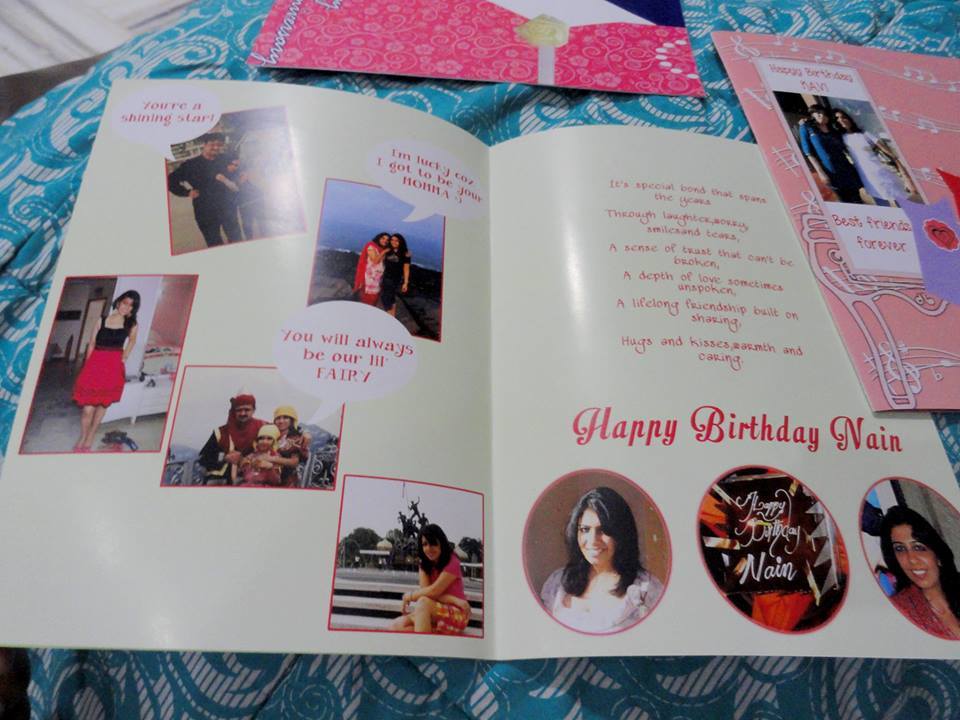 You're a
shining star!
I'm lucky coz
I got to be your
MOMMA :)
You will always
be our lil'
FAIRY
It's special bond that spans
the years
Through laughter,worry,
smilesand tears,
A sense of trust that can't be
broken,
A depth of love sometimes
unspoken,
A lifelong friendship built on
sharing,
Hugs and kisses,warmth and
caring.
Happy Birthday Nain
Happy
Birthday
Nain
Happy Birthday
NAVI
Best friends
forever